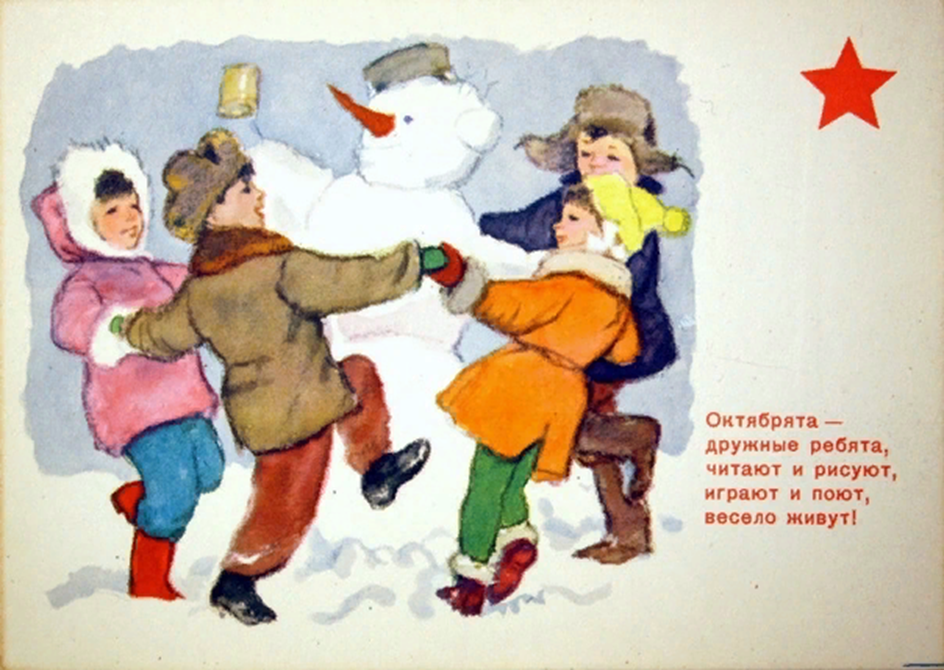 Октябрята —
дружные ребята,
читают и рисуют,
играют и поют,
весело живут!